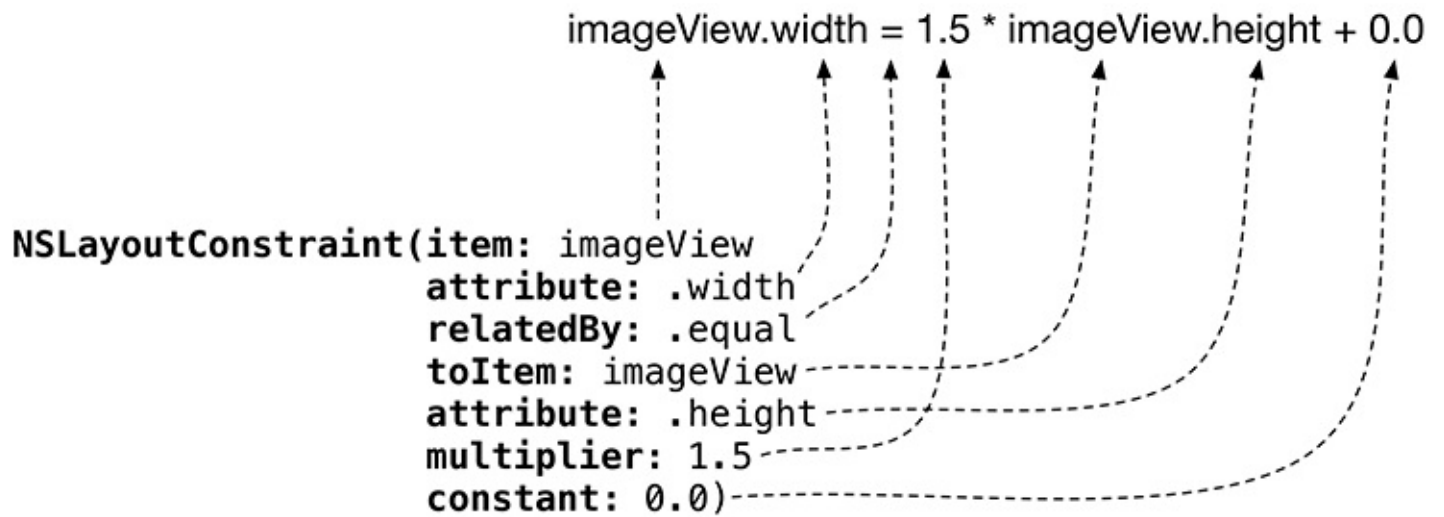 imageView.width = 1.5 * imageView.height + 0.0
NSLayoutConstraint(item: imageView
attribute: .width
relatedBy: .equal
toItem: imageView
attribute: .height
multiplier: 1.5
constant: 0.0)